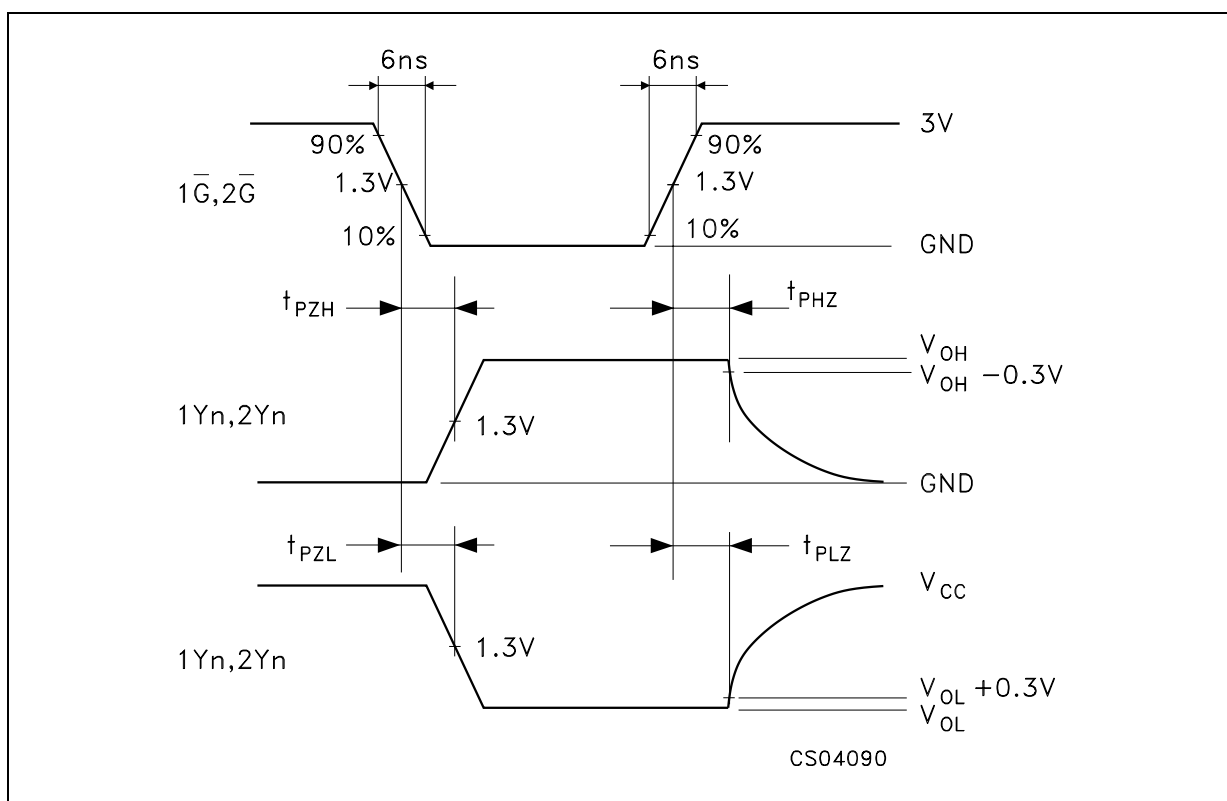 6ns 6ns
3V
90% 90%
1G̅,2G̅ 1.3V 1.3V
10% 10%
GND
tPZH tPHZ
VOH
VOH −0.3V
1Yn,2Yn 1.3V
GND
tPZL tPLZ
VCC
1.3V
1Yn,2Yn
VOL +0.3V
VOL
CS04090